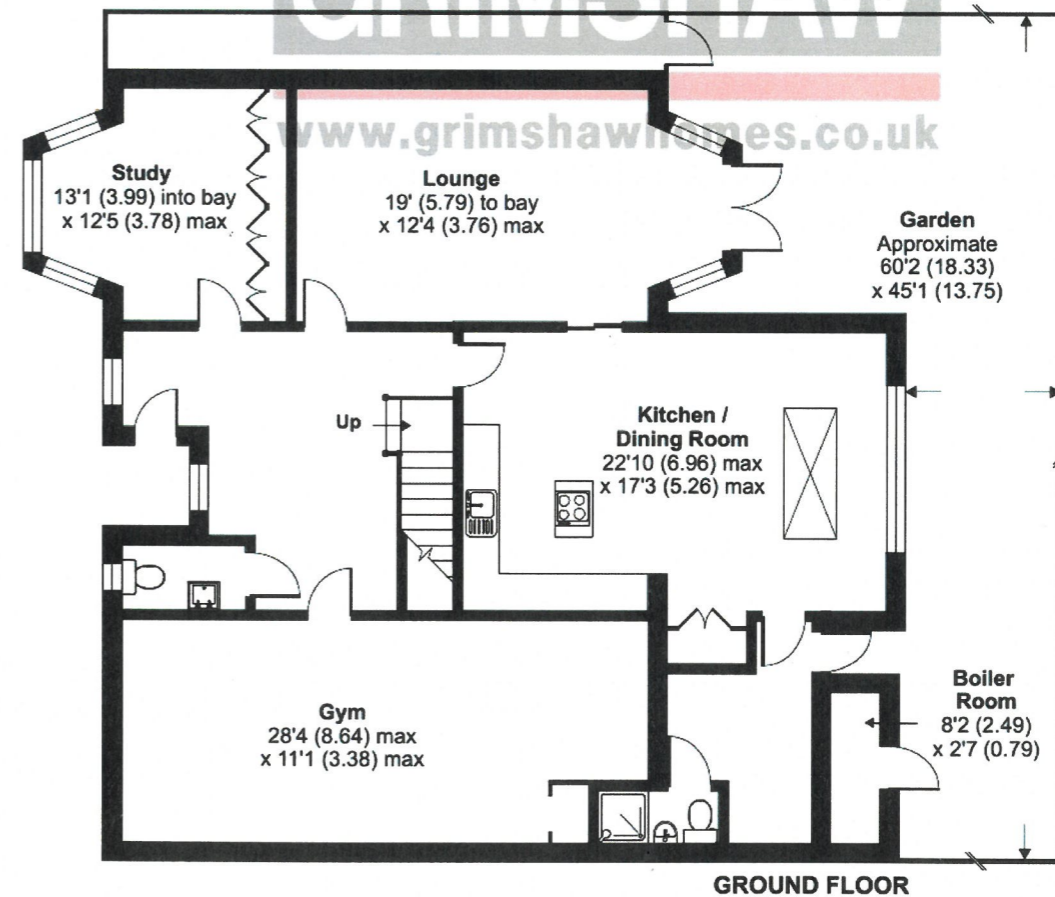 GRIMSHAW
www.grimshawhomes.co.uk
Study
13'1 (3.99) into bay
x 12'5 (3.78) max
Lounge
19' (5.79) to bay
x 12'4 (3.76) max
Garden
Approximate
60'2 (18.33)
x 45'1 (13.75)
Up
Kitchen /
Dining Room
22'10 (6.96) max
x 17'3 (5.26) max
Gym
28'4 (8.64) max
x 11'1 (3.38) max
Boiler
Room
8'2 (2.49)
x 2'7 (0.79)
GROUND FLOOR